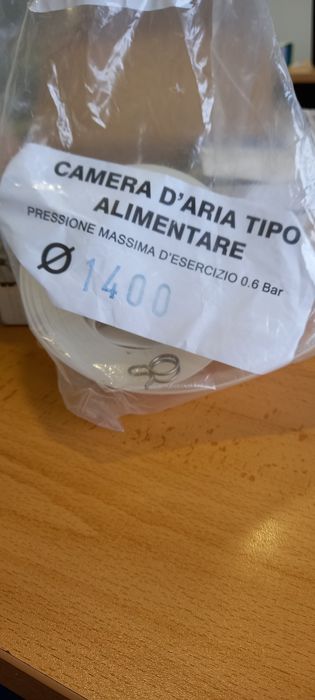 CAMERA D'ARIA TIPO
ALIMENTARE
PRESSIONE MASSIMA D'ESERCIZIO 0.6 Bar
Ø 1400